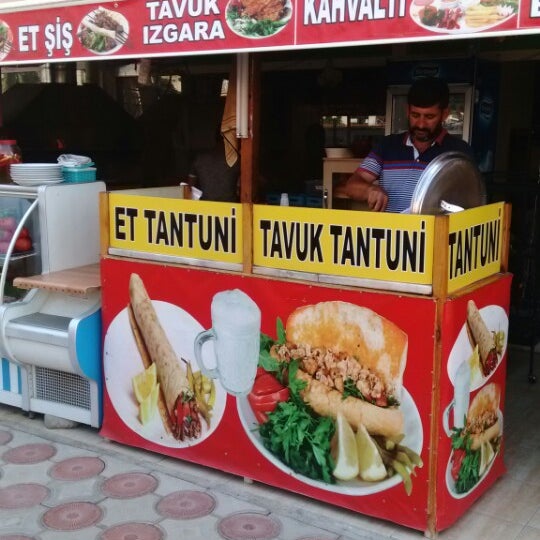 ET ŞİŞ
TAVUK
IZGARA
KAHVALTI
ET TANTUNİ
TAVUK TANTUNİ
TANTUNİ